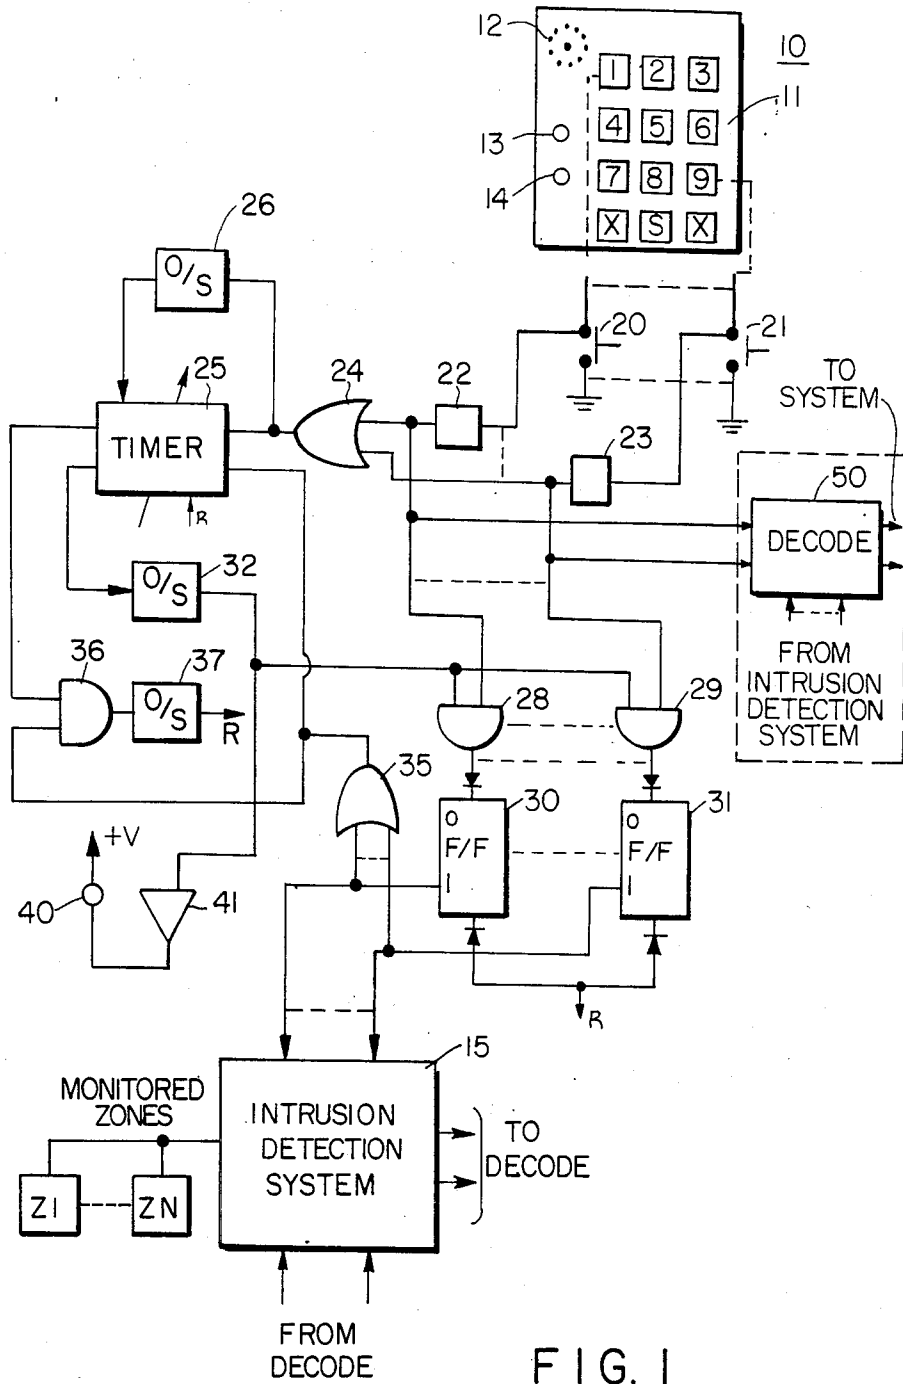 12
10
1 2 3
11
4 5 6
13
7 8 9
14
X S X
26
O/S
20
21
25
24
22
TO
SYSTEM
TIMER
23
50
R
DECODE
O/S
32
36
37
O/S
R
28
29
FROM
INTRUSION
DETECTION
SYSTEM
35
30
31
O
F/F
1
O
F/F
1
+V
40
41
R
15
MONITORED
ZONES
INTRUSION
DETECTION
SYSTEM
TO
DECODE
Z1
ZN
FROM
DECODE
FIG. 1